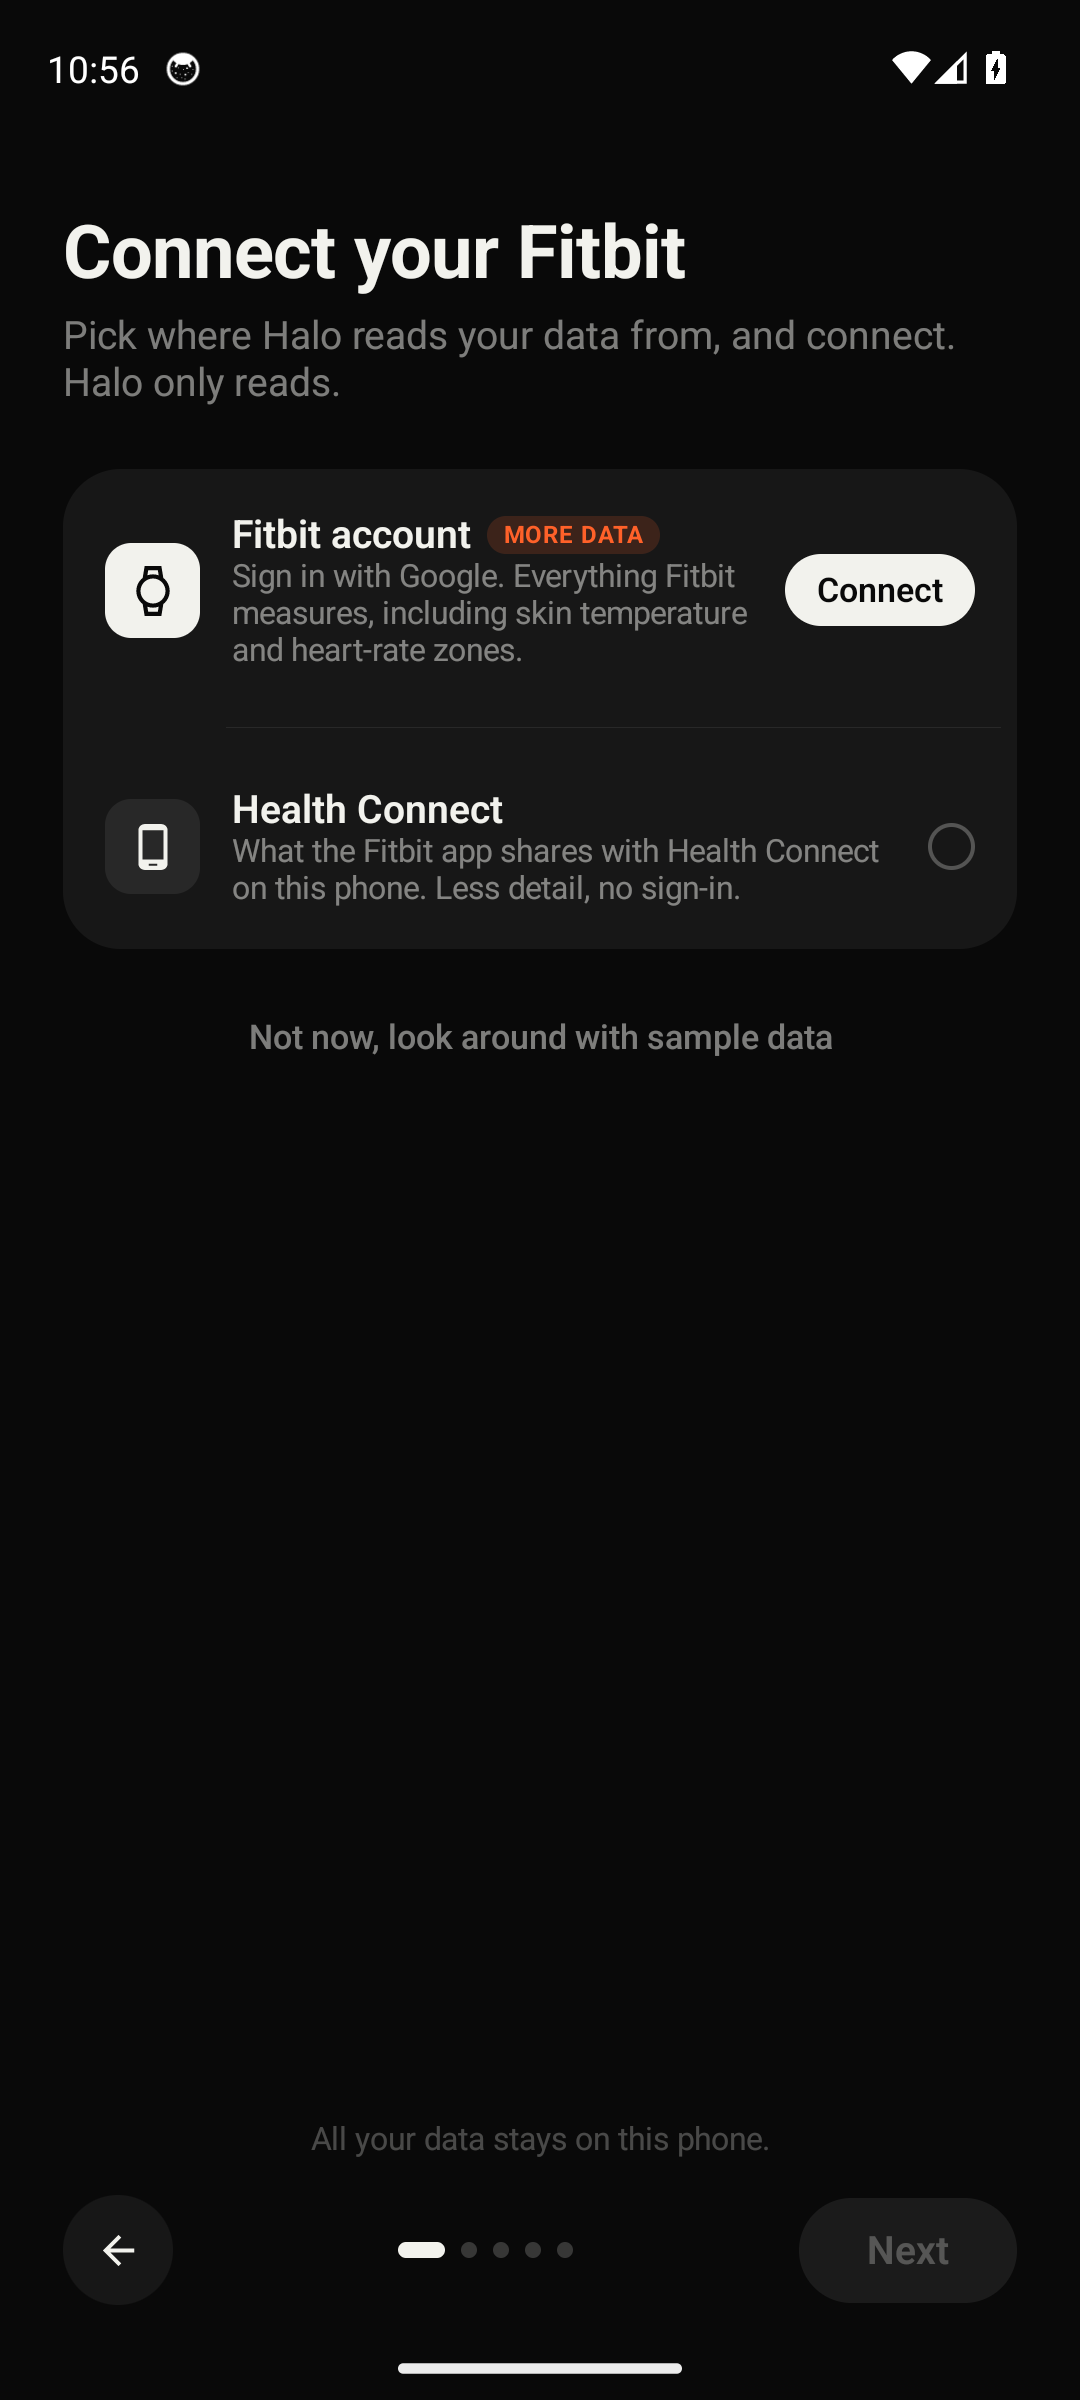 10:56
Connect your Fitbit
Pick where Halo reads your data from, and connect.
Halo only reads.
Fitbit account MORE DATA
Sign in with Google. Everything Fitbit
measures, including skin temperature
and heart-rate zones.
Connect
Health Connect
What the Fitbit app shares with Health Connect
on this phone. Less detail, no sign-in.
Not now, look around with sample data
All your data stays on this phone.
Next